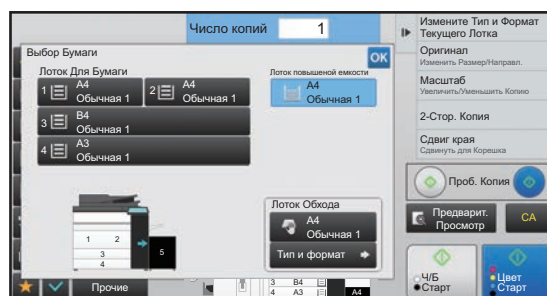 Число копий 1
Выбор Бумаги
OK
Лоток Для Бумаги
Лоток повышеной емкости
1 A4
Обычная 1
2 A4
Обычная 1
A4
Обычная 1
3 B4
Обычная 1
4 A3
Обычная 1
Лоток Обхода
A4
Обычная 1
Тип и формат
1 2
3
4
5
Прочие
3 B4
4 A3
A4
Измените Тип и Формат
Текущего Лотка
Оригинал
Изменить Размер/Направл.
Масштаб
Увеличить/Уменьшить Копию
2-Стор. Копия
Сдвиг края
Сдвинуть для Корешка
Проб. Копия
Предварит.
Просмотр
CA
Ч/Б
Старт
Цвет
Старт